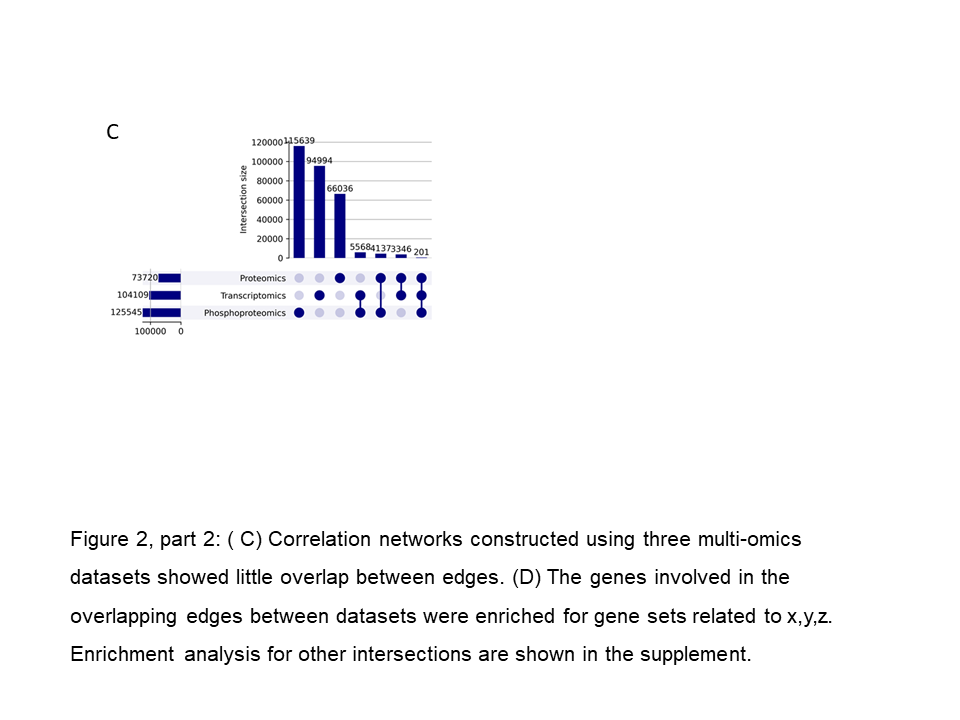 C
120000
115639
100000
94994
80000
66036
60000
40000
20000
5568
4137
3346
201
0
Intersection size
73720
Proteomics
104109
Transcriptomics
125545
Phosphoproteomics
100000 0
Figure 2, part 2: ( C) Correlation networks constructed using three multi-omics
datasets showed little overlap between edges. (D) The genes involved in the
overlapping edges between datasets were enriched for gene sets related to x,y,z.
Enrichment analysis for other intersections are shown in the supplement.